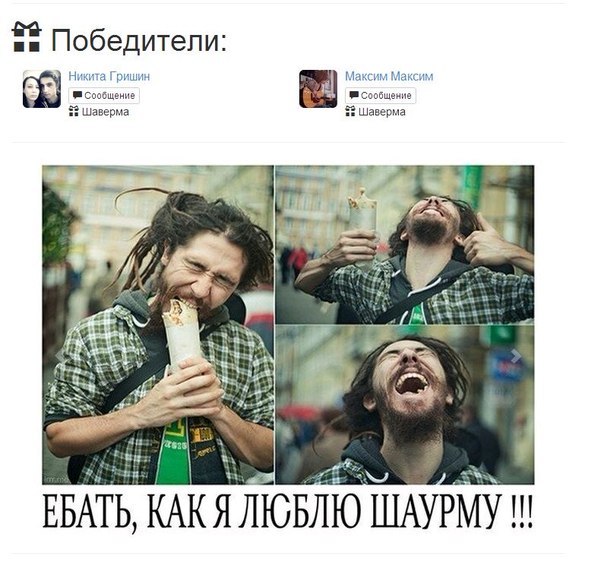 Победители:
Никита Гришин
Сообщение
Шаверма
Максим Максим
Сообщение
Шаверма
ЕБАТЬ, КАК Я ЛЮБЛЮ ШАУРМУ !!!